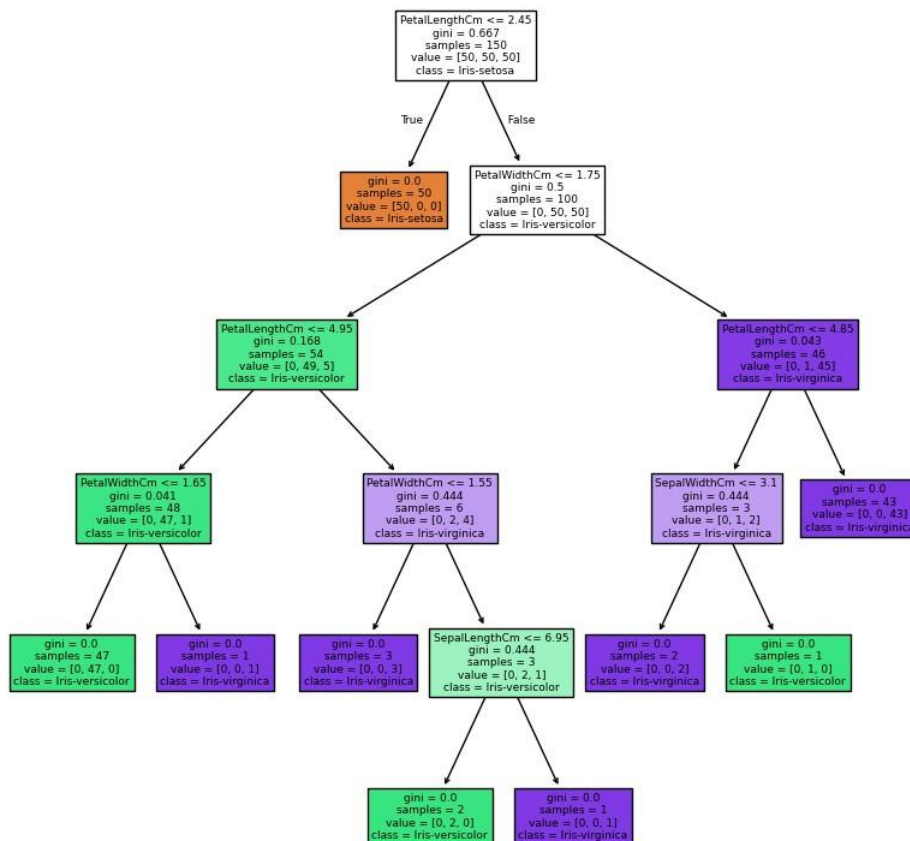 PetalLengthCm <= 2.45
gini = 0.667
samples = 150
value = [50, 50, 50]
class = Iris-setosa
True
False
gini = 0.0
samples = 50
value = [50, 0, 0]
class = Iris-setosa
PetalWidthCm <= 1.75
gini = 0.5
samples = 100
value = [0, 50, 50]
class = Iris-versicolor
PetalLengthCm <= 4.95
gini = 0.168
samples = 54
value = [0, 49, 5]
class = Iris-versicolor
PetalLengthCm <= 4.85
gini = 0.043
samples = 46
value = [0, 1, 45]
class = Iris-virginica
PetalWidthCm <= 1.65
gini = 0.041
samples = 48
value = [0, 47, 1]
class = Iris-versicolor
PetalWidthCm <= 1.55
gini = 0.444
samples = 6
value = [0, 2, 4]
class = Iris-virginica
SepalWidthCm <= 3.1
gini = 0.444
samples = 3
value = [0, 1, 2]
class = Iris-virginica
gini = 0.0
samples = 43
value = [0, 0, 43]
class = Iris-virginica
gini = 0.0
samples = 47
value = [0, 47, 0]
class = Iris-versicolor
gini = 0.0
samples = 1
value = [0, 0, 1]
class = Iris-virginica
gini = 0.0
samples = 3
value = [0, 0, 3]
class = Iris-virginica
SepalLengthCm <= 6.95
gini = 0.444
samples = 3
value = [0, 2, 1]
class = Iris-versicolor
gini = 0.0
samples = 2
value = [0, 0, 2]
class = Iris-virginica
gini = 0.0
samples = 1
value = [0, 1, 0]
class = Iris-versicolor
gini = 0.0
samples = 2
value = [0, 2, 0]
class = Iris-versicolor
gini = 0.0
samples = 1
value = [0, 0, 1]
class = Iris-virginica